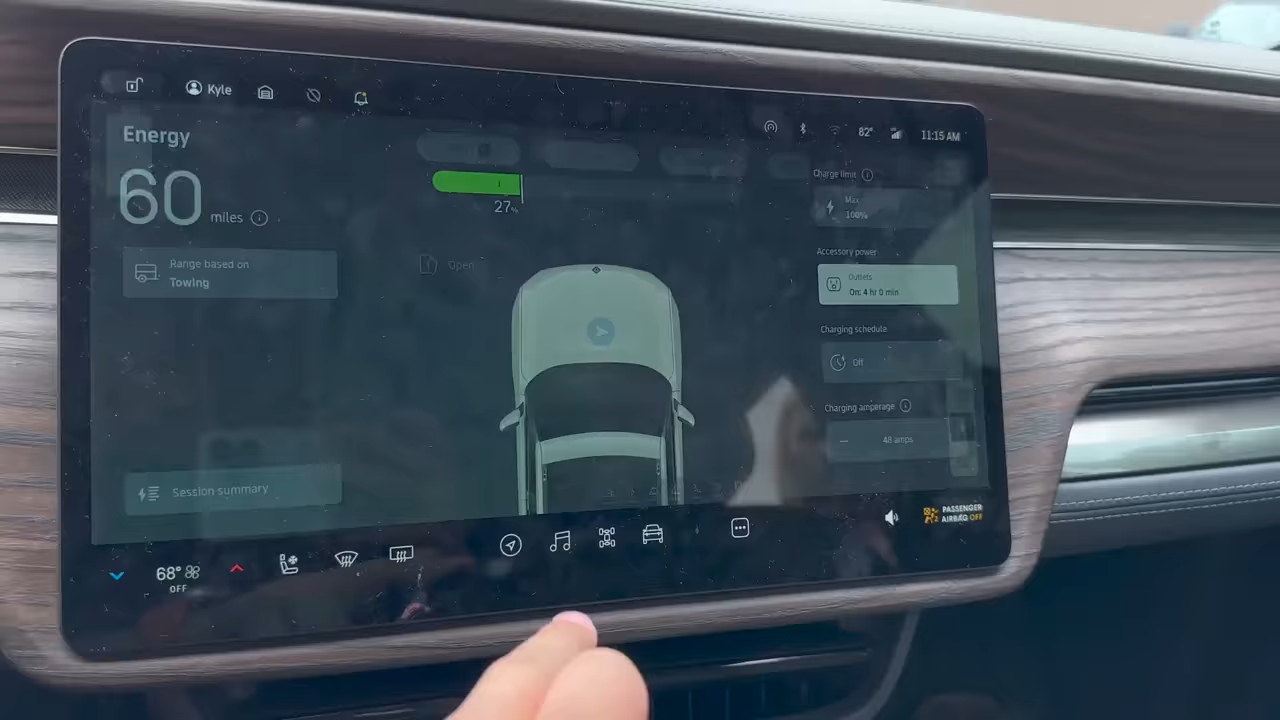 Kyle
82°
11:15 AM
Energy
60 miles
Range based on
Towing
Session summary
27%
Open
Charge limit
Max
100%
Accessory power
Outlets
On: 4 hr 0 min
Charging schedule
Off
Charging amperage
48 amps
68°
OFF
PASSENGER
AIRBAG OFF